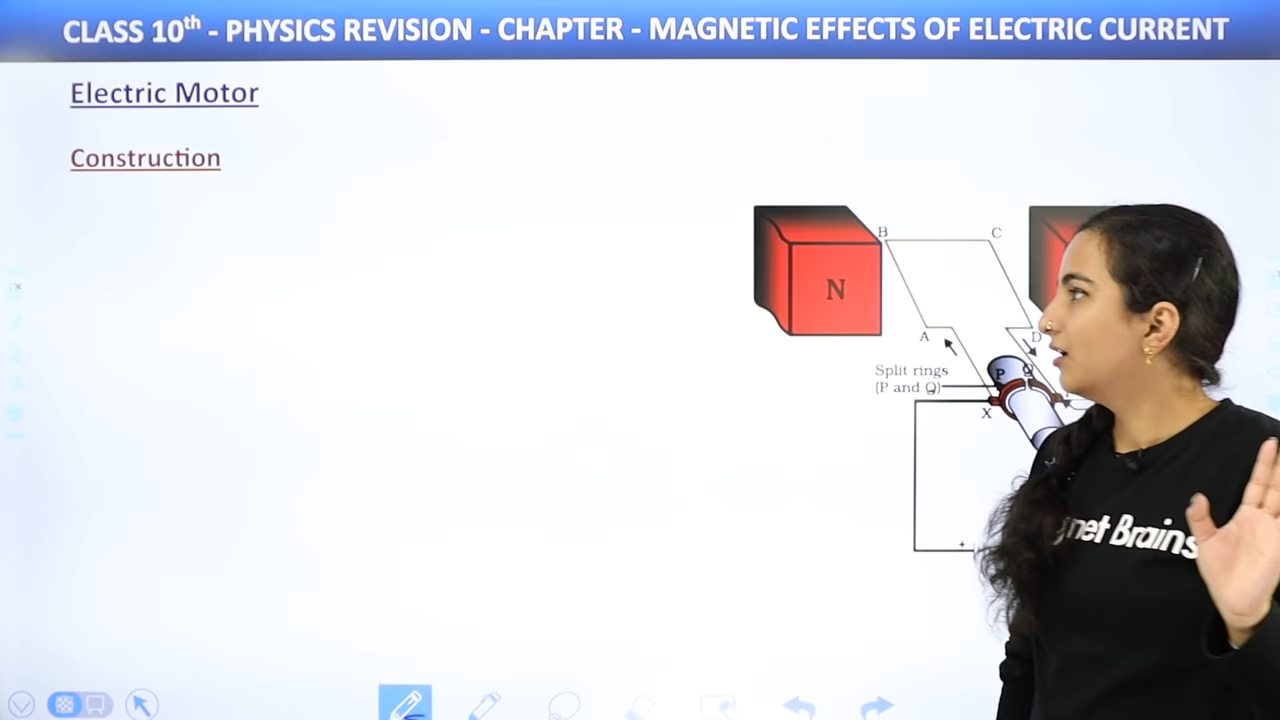 CLASS 10th - PHYSICS REVISION - CHAPTER - MAGNETIC EFFECTS OF ELECTRIC CURRENT
Electric Motor
Construction
B
C
N
A
D
Split rings
(P and Q)
P
Q
X
+
net Brains